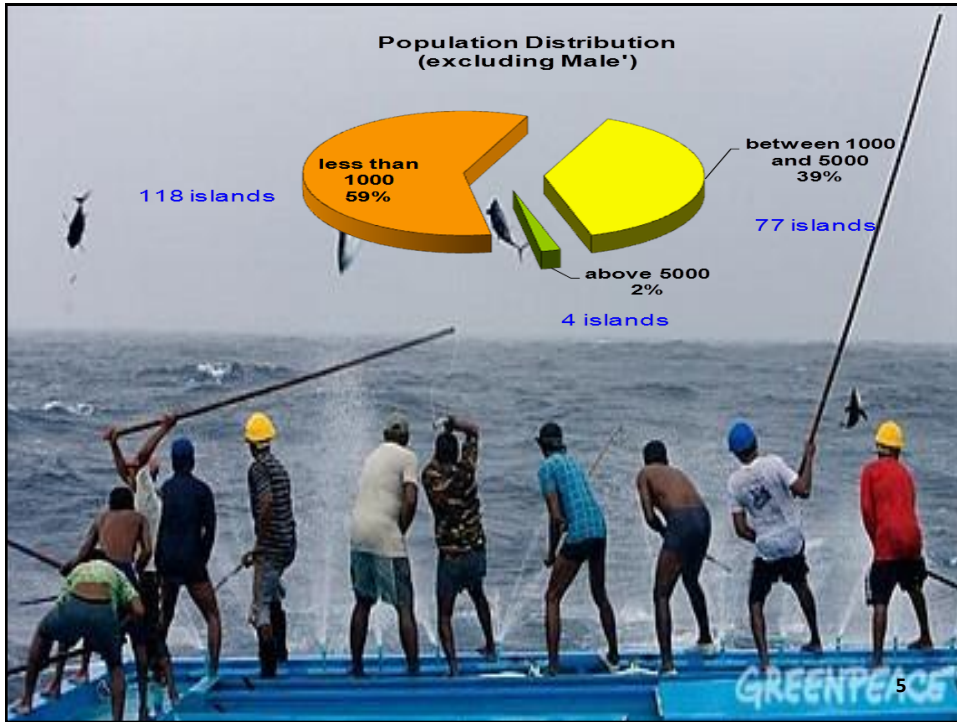 Population Distribution
(excluding Male')
less than
1000
59%
118 islands
between 1000
and 5000
39%
77 islands
above 5000
2%
4 islands
GREENPEACE
5